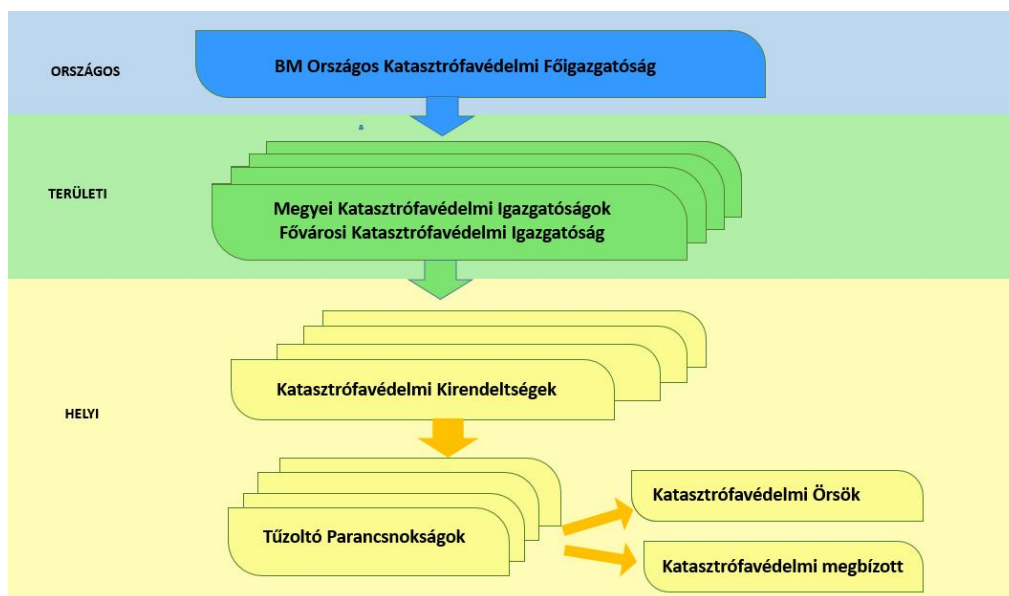 ORSZÁGOS
BM Országos Katasztrófavédelmi Főigazgatóság
TERÜLETI
Megyei Katasztrófavédelmi Igazgatóságok
Fővárosi Katasztrófavédelmi Igazgatóság
HELYI
Katasztrófavédelmi Kirendeltségek
Tűzoltó Parancsnokságok
Katasztrófavédelmi Örsök
Katasztrófavédelmi megbízott